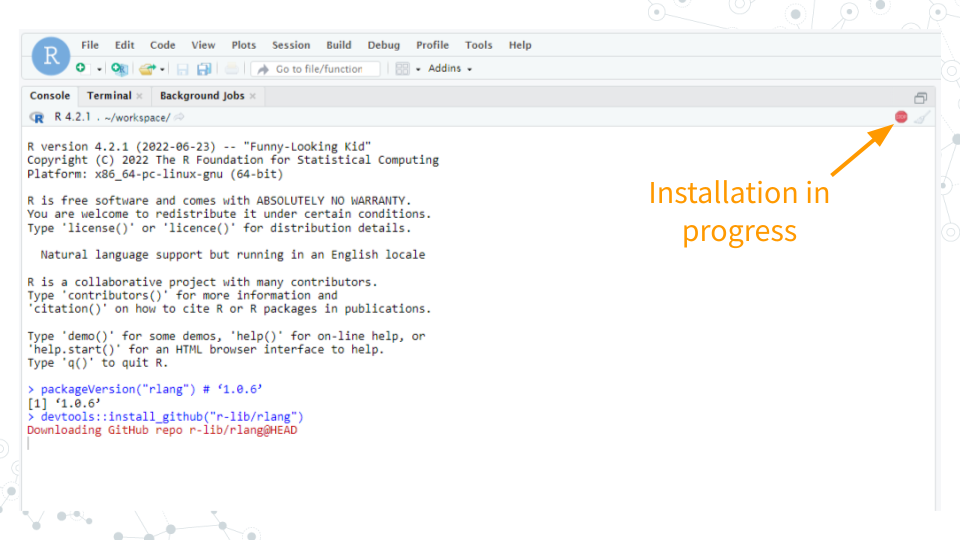 R
File Edit Code View Plots Session Build Debug Profile Tools Help
Go to file/function Addins
Console Terminal Background Jobs
R R 4.2.1 . ~/workspace/
STOP
R version 4.2.1 (2022-06-23) -- "Funny-Looking Kid"
Copyright (C) 2022 The R Foundation for Statistical Computing
Platform: x86_64-pc-linux-gnu (64-bit)
R is free software and comes with ABSOLUTELY NO WARRANTY.
You are welcome to redistribute it under certain conditions.
Type 'license()' or 'licence()' for distribution details.
Natural language support but running in an English locale
R is a collaborative project with many contributors.
Type 'contributors()' for more information and
'citation()' on how to cite R or R packages in publications.
Type 'demo()' for some demos, 'help()' for on-line help, or
'help.start()' for an HTML browser interface to help.
Type 'q()' to quit R.
> packageVersion("rlang") # ‘1.0.6’
[1] ‘1.0.6’
> devtools::install_github("r-lib/rlang")
Downloading GitHub repo r-lib/rlang@HEAD
Installation in
progress